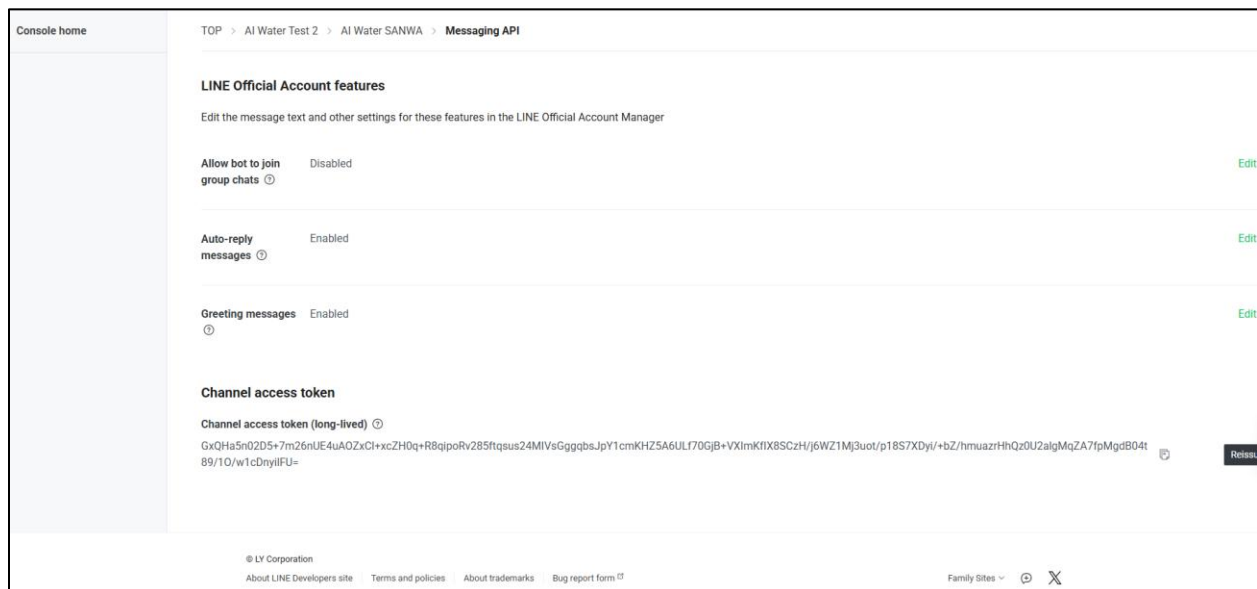 Console home
TOP > AI Water Test 2 > AI Water SANWA > Messaging API
LINE Official Account features
Edit the message text and other settings for these features in the LINE Official Account Manager
Allow bot to join
group chats
Disabled
Edit
Auto-reply
messages
Enabled
Edit
Greeting messages
Enabled
Edit
Channel access token
Channel access token (long-lived)
Reissu
© LY Corporation
About LINE Developers site
Terms and policies
About trademarks
Bug report form
Family Sites